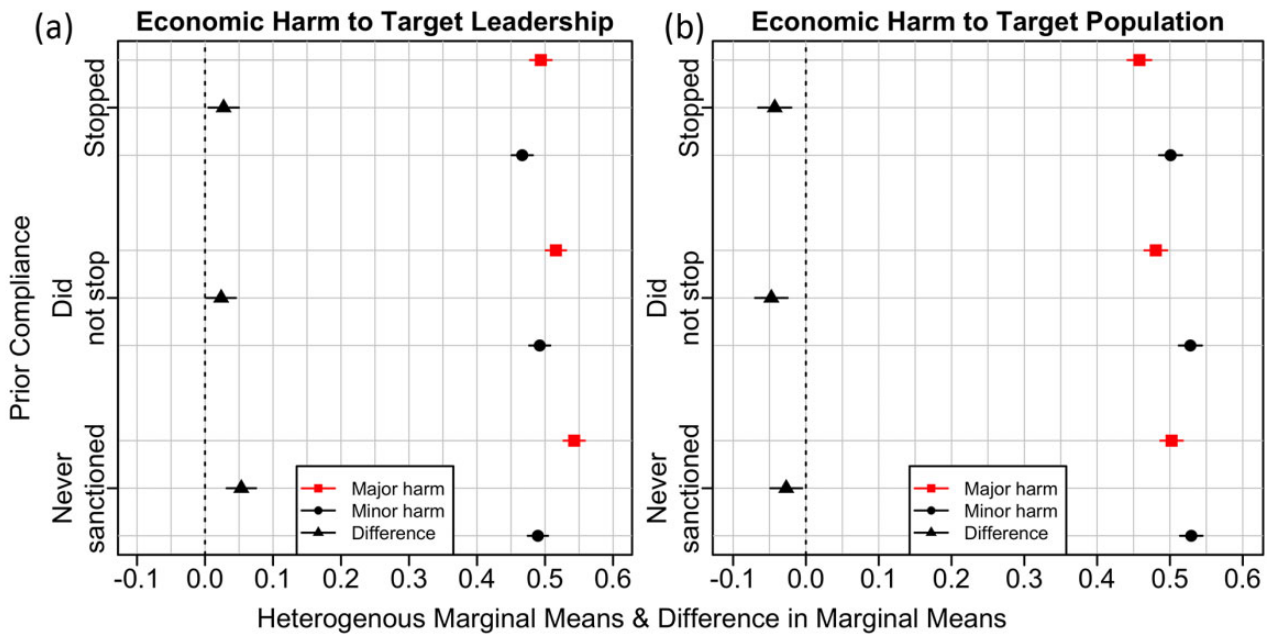 (a)
Economic Harm to Target Leadership
(b)
Economic Harm to Target Population
Prior Compliance
Stopped
Did
not stop
Never
sanctioned
Major harm
Minor harm
Difference
-0.1 0.0 0.1 0.2 0.3 0.4 0.5 0.6
Stopped
Did
not stop
Never
sanctioned
Major harm
Minor harm
Difference
-0.1 0.0 0.1 0.2 0.3 0.4 0.5 0.6
Heterogenous Marginal Means & Difference in Marginal Means